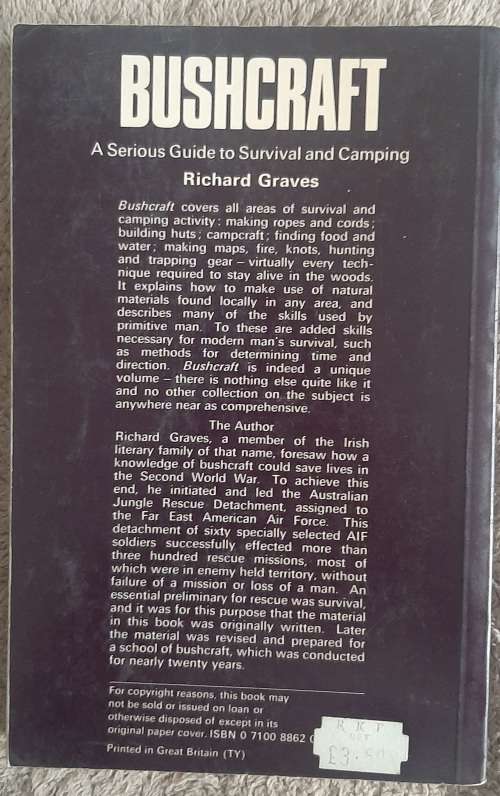 BUSHCRAFT
A Serious Guide to Survival and Camping
Richard Graves
Bushcraft covers all areas of survival and
camping activity: making ropes and cords;
building huts; campcraft; finding food and
water; making maps, fire, knots, hunting
and trapping gear – virtually every tech-
nique required to stay alive in the woods.
It explains how to make use of natural
materials found locally in any area, and
describes many of the skills used by
primitive man. To these are added skills
necessary for modern man's survival, such
as methods for determining time and
direction. Bushcraft is indeed a unique
volume – there is nothing else quite like it
and no other collection on the subject is
anywhere near as comprehensive.
The Author
Richard Graves, a member of the Irish
literary family of that name, foresaw how a
knowledge of bushcraft could save lives in
the Second World War. To achieve this
end, he initiated and led the Australian
Jungle Rescue Detachment, assigned to
the Far East American Air Force. This
detachment of sixty specially selected AIF
soldiers successfully effected more than
three hundred rescue missions, most of
which were in enemy held territory, without
failure of a mission or loss of a man. An
essential preliminary for rescue was survival,
and it was for this purpose that the material
in this book was originally written. Later
the material was revised and prepared for
a school of bushcraft, which was conducted
for nearly twenty years.
For copyright reasons, this book may
not be sold or issued on loan or
otherwise disposed of except in its
original paper cover. ISBN 0 7100 8862
Printed in Great Britain (TY)
R K P
£3.50